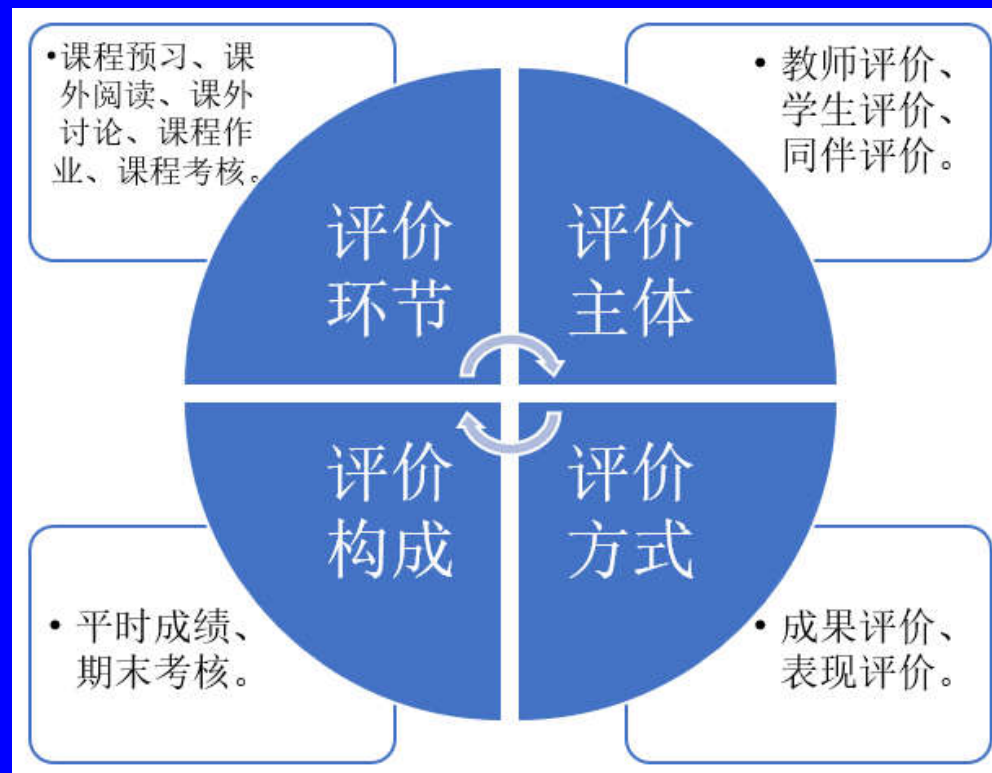 •课程预习、课
外阅读、课外
讨论、课程作
业、课程考核。
• 教师评价、
学生评价、
同伴评价。
评价
环节
评价
主体
评价
构成
评价
方式
• 平时成绩、
期末考核。
• 成果评价、
表现评价。